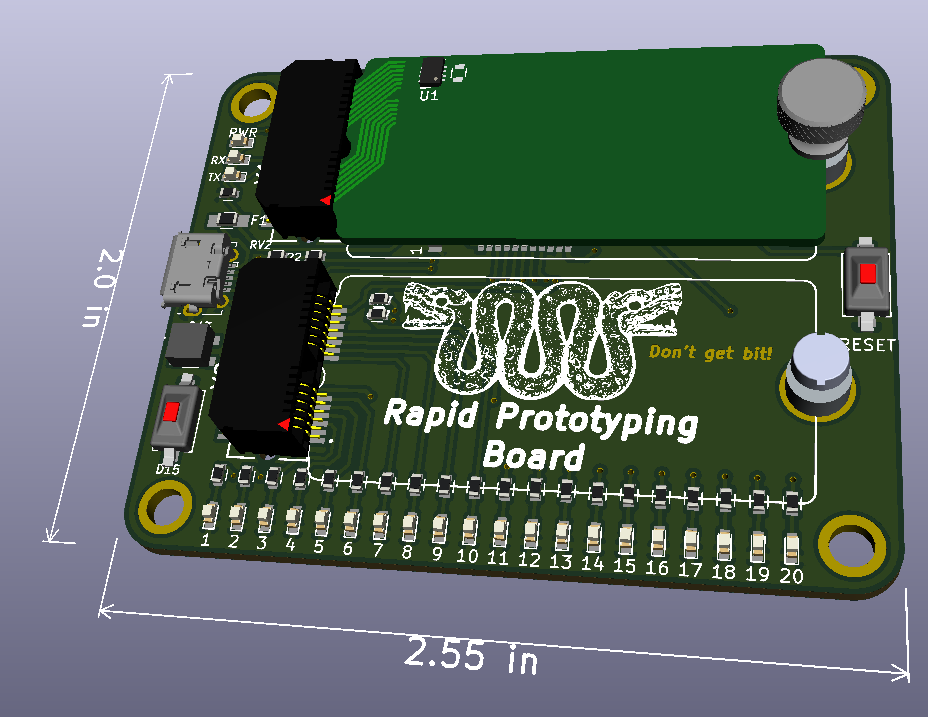 U1
PWR
RX
TX
F1
RV2
1
2.0 in
Don't get bit!
RESET
Rapid Prototyping
Board
D15
1 2 3 4 5 6 7 8 9 10 11 12 13 14 15 16 17 18 19 20
2.55 in